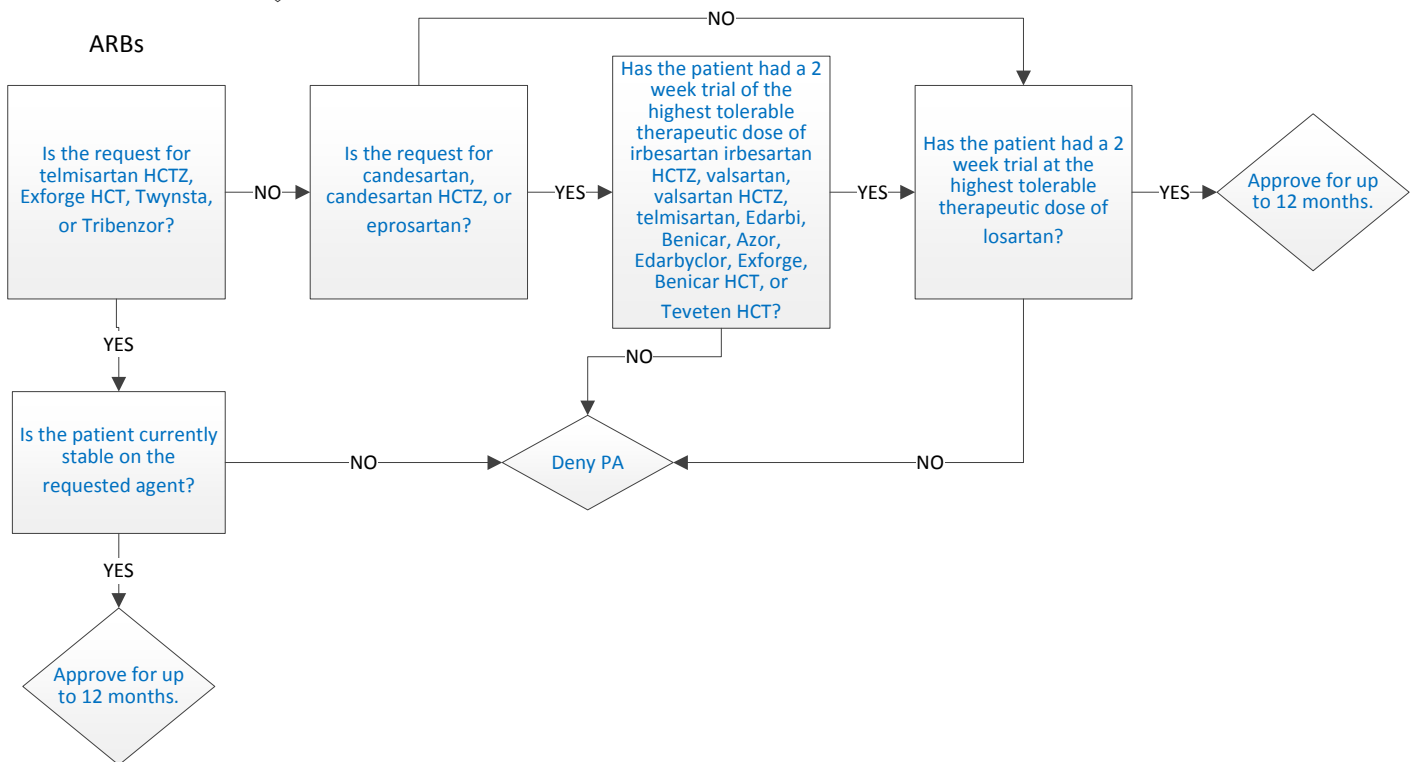 NO
ARBs
Is the request for
telmisartan HCTZ,
Exforge HCT, Twynsta,
or Tribenzor?
NO
Is the request for
candesartan,
candesartan HCTZ, or
eprosartan?
YES
Has the patient had a 2
week trial of the
highest tolerable
therapeutic dose of
irbesartan irbesartan
HCTZ, valsartan,
valsartan HCTZ,
telmisartan, Edarbi,
Benicar, Azor,
Edarbyclor, Exforge,
Benicar HCT, or
Teveten HCT?
YES
Has the patient had a 2
week trial at the
highest tolerable
therapeutic dose of
losartan?
YES
Approve for up
to 12 months.
YES
NO
Is the patient currently
stable on the
requested agent?
NO
Deny PA
NO
YES
Approve for up
to 12 months.